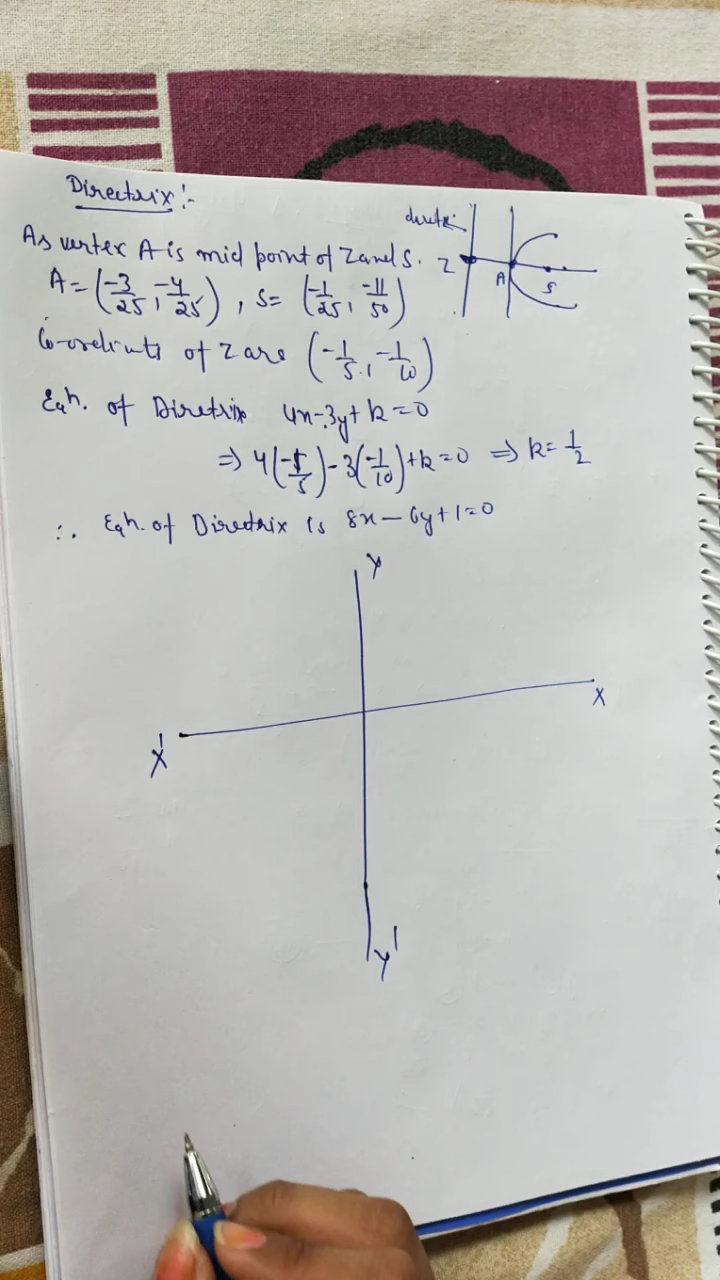 Directrix :-
As vertex A is mid point of Z and S.
A = (-3/25, -4/25), S = (-1/25, -11/50)
Co-ordinats of Z are (-1/5, -1/10)
Eqn. of Diretrix 4x-3y+k=0
=> 4(-1/5) - 3(-1/10) + k = 0 => k = 1/2
∴ Eqn. of Directrix is 8x - 6y + 1 = 0
Z A S
Y
X
X'
Y'